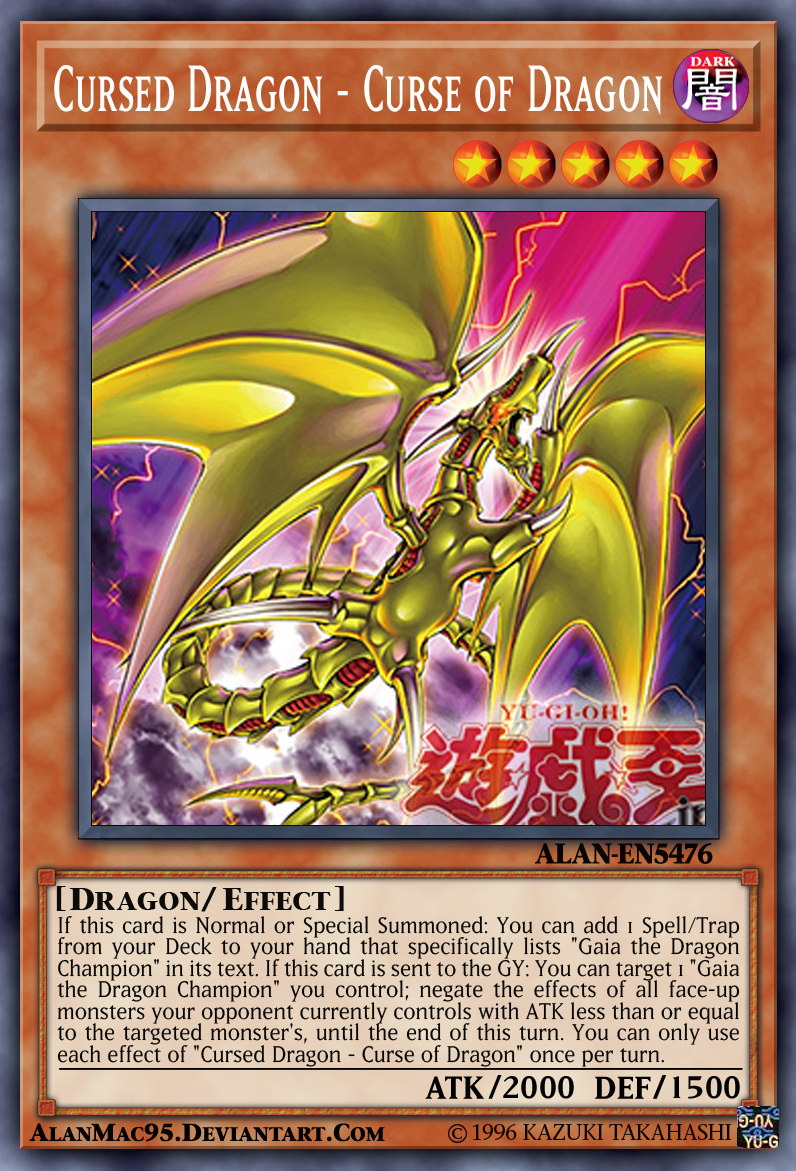 Cursed Dragon - Curse of Dragon
DARK
闇
YU-GI-OH!
遊戯王
ALAN-EN5476
[Dragon/Effect]
If this card is Normal or Special Summoned: You can add 1 Spell/Trap
from your Deck to your hand that specifically lists "Gaia the Dragon
Champion" in its text. If this card is sent to the GY: You can target 1 "Gaia
the Dragon Champion" you control; negate the effects of all face-up
monsters your opponent currently controls with ATK less than or equal
to the targeted monster's, until the end of this turn. You can only use
each effect of "Cursed Dragon - Curse of Dragon" once per turn.
ATK/2000 DEF/1500
AlanMac95.Deviantart.Com
© 1996 KAZUKI TAKAHASHI